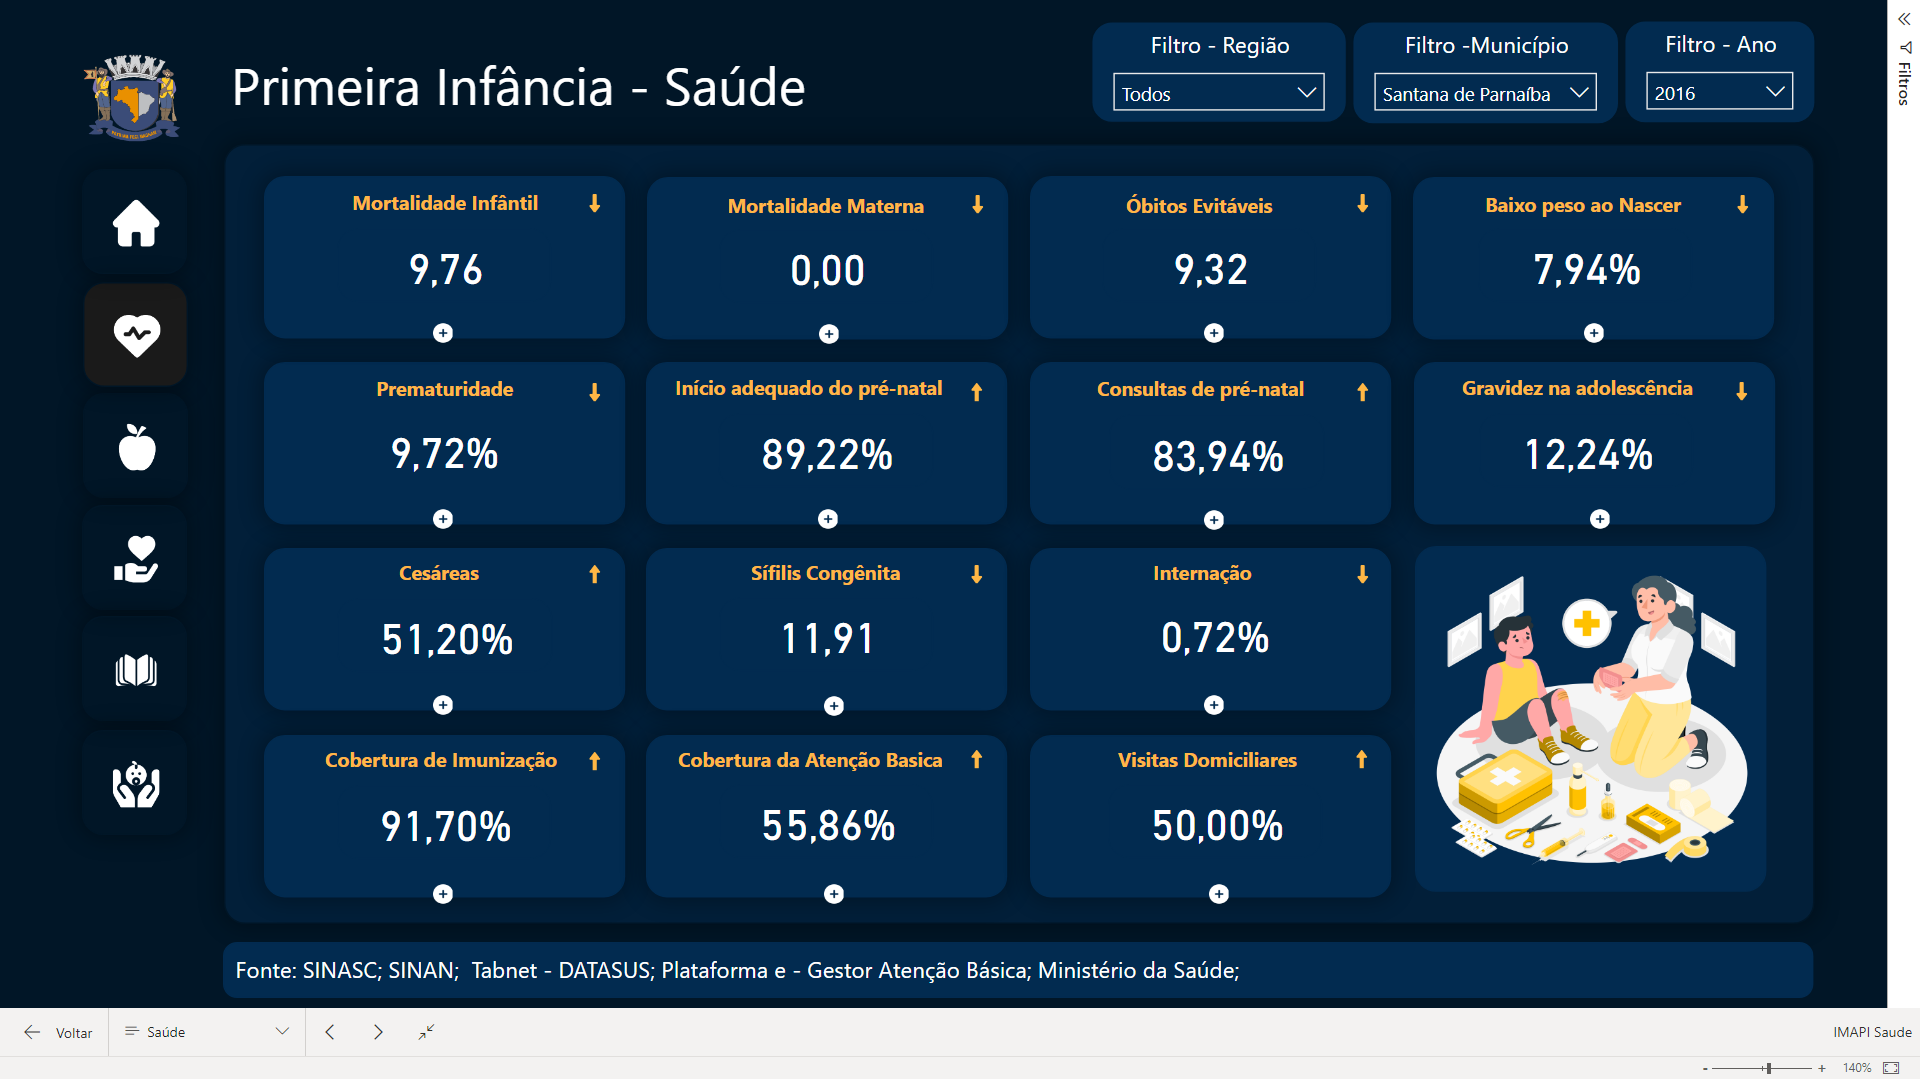 Primeira Infância - Saúde
Filtro - Região
Todos
Filtro -Município
Santana de Parnaíba
Filtro - Ano
2016
Filtros
Mortalidade Infântil
9,76
Mortalidade Materna
0,00
Óbitos Evitáveis
9,32
Baixo peso ao Nascer
7,94%
Prematuridade
9,72%
Início adequado do pré-natal
89,22%
Consultas de pré-natal
83,94%
Gravidez na adolescência
12,24%
Cesáreas
51,20%
Sífilis Congênita
11,91
Internação
0,72%
Cobertura de Imunização
91,70%
Cobertura da Atenção Basica
55,86%
Visitas Domiciliares
50,00%
Fonte: SINASC; SINAN;  Tabnet - DATASUS; Plataforma e - Gestor Atenção Básica; Ministério da Saúde;
Voltar
Saúde
IMAPI Saude
- + 140%